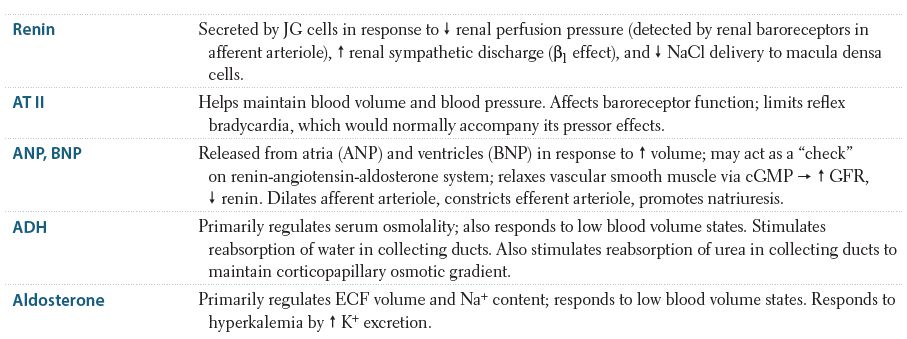 Renin Secreted by JG cells in response to ↓ renal perfusion pressure (detected by renal baroreceptors in
afferent arteriole), ↑ renal sympathetic discharge (β₁ effect), and ↓ NaCl delivery to macula densa
cells.
AT II Helps maintain blood volume and blood pressure. Affects baroreceptor function; limits reflex
bradycardia, which would normally accompany its pressor effects.
ANP, BNP Released from atria (ANP) and ventricles (BNP) in response to ↑ volume; may act as a “check”
on renin-angiotensin-aldosterone system; relaxes vascular smooth muscle via cGMP → ↑ GFR,
↓ renin. Dilates afferent arteriole, constricts efferent arteriole, promotes natriuresis.
ADH Primarily regulates serum osmolality; also responds to low blood volume states. Stimulates
reabsorption of water in collecting ducts. Also stimulates reabsorption of urea in collecting ducts to
maintain corticopapillary osmotic gradient.
Aldosterone Primarily regulates ECF volume and Na⁺ content; responds to low blood volume states. Responds to
hyperkalemia by ↑ K⁺ excretion.